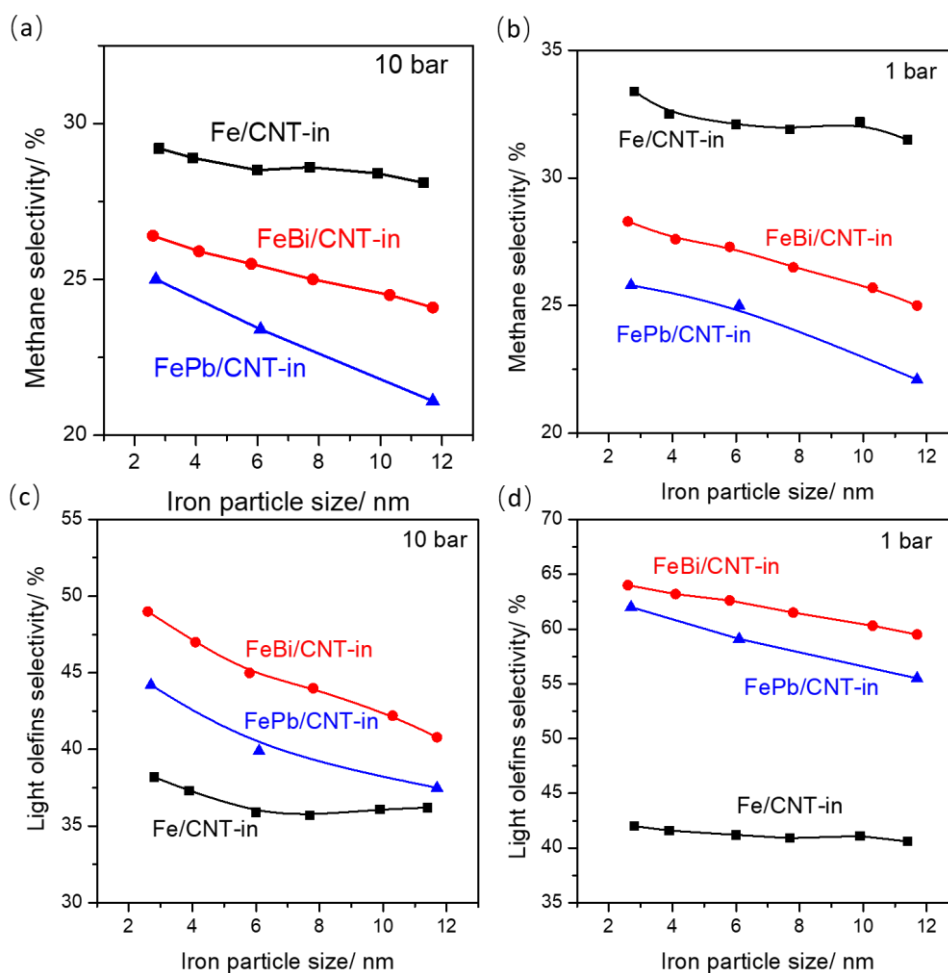 (a)
10 bar
Fe/CNT-in
FeBi/CNT-in
FePb/CNT-in
Methane selectivity/ %
30
25
20
2 4 6 8 10 12
Iron particle size/ nm
(b)
1 bar
Fe/CNT-in
FeBi/CNT-in
FePb/CNT-in
Methane selectivity/ %
35
30
25
20
2 4 6 8 10 12
Iron particle size/ nm
(c)
10 bar
FeBi/CNT-in
FePb/CNT-in
Fe/CNT-in
Light olefins selectivity/ %
55
50
45
40
35
30
2 4 6 8 10 12
Iron particle size/ nm
(d)
1 bar
FeBi/CNT-in
FePb/CNT-in
Fe/CNT-in
Light olefins selectivity/ %
70
65
60
55
50
45
40
35
2 4 6 8 10 12
Iron particle size/ nm